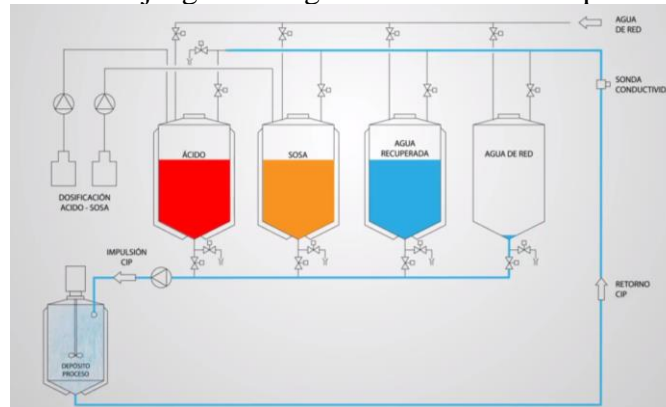 AGUA
DE RED
SONDA
CONDUCTIVID
ÁCIDO
SOSA
AGUA
RECUPERADA
AGUA DE RED
DOSIFICACIÓN
ACIDO - SOSA
IMPULSIÓN
CIP
RETORNO
CIP
DEPÓSITO
PROCESO